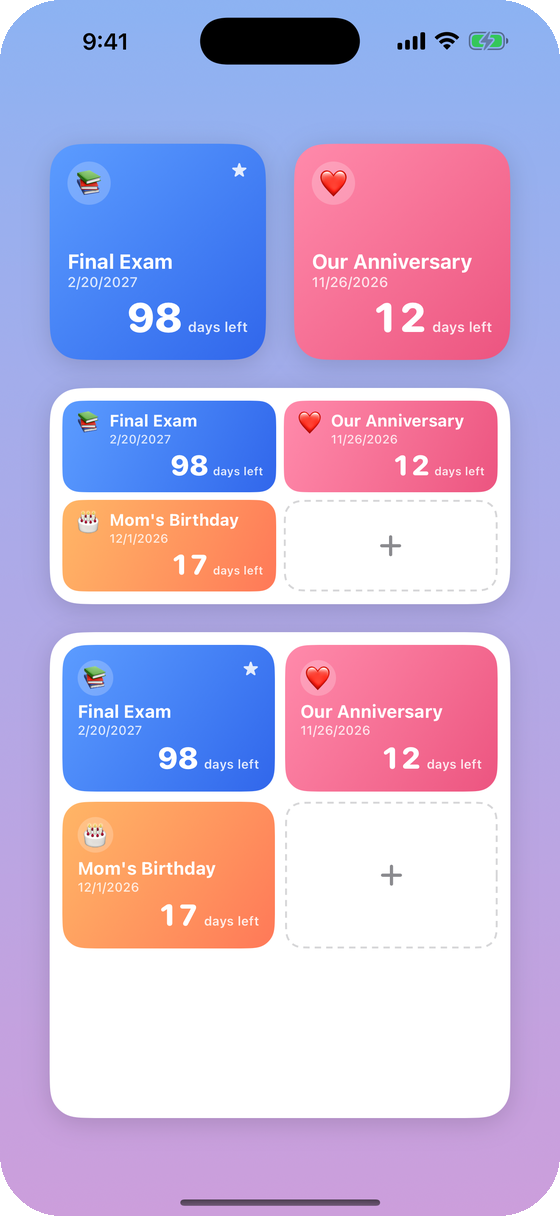 9:41
Final Exam
2/20/2027
98 days left
Our Anniversary
11/26/2026
12 days left
Final Exam
2/20/2027
98 days left
Our Anniversary
11/26/2026
12 days left
Mom's Birthday
12/1/2026
17 days left
+
Final Exam
2/20/2027
98 days left
Our Anniversary
11/26/2026
12 days left
Mom's Birthday
12/1/2026
17 days left
+